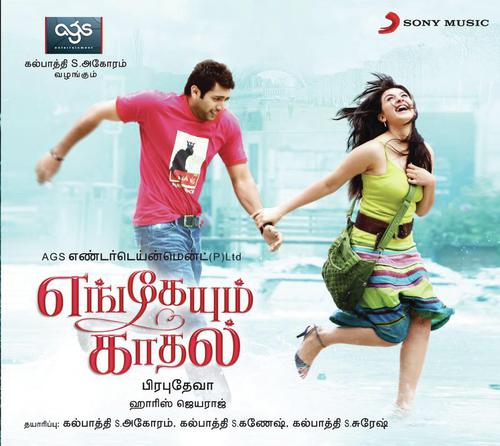 ags
entertainment
கல்பாத்தி S.அகோரம்
வழங்கும்
SONY MUSIC
AGS எண்டர்டெய்ன்மென்ட்(P)Ltd
எங்கேயும்
காதல்
பிரபுதேவா
ஹாரிஸ் ஜெயராஜ்
தயாரிப்பு: கல்பாத்தி S.அகோரம். கல்பாத்தி S.கணேஷ். கல்பாத்தி S.சுரேஷ்